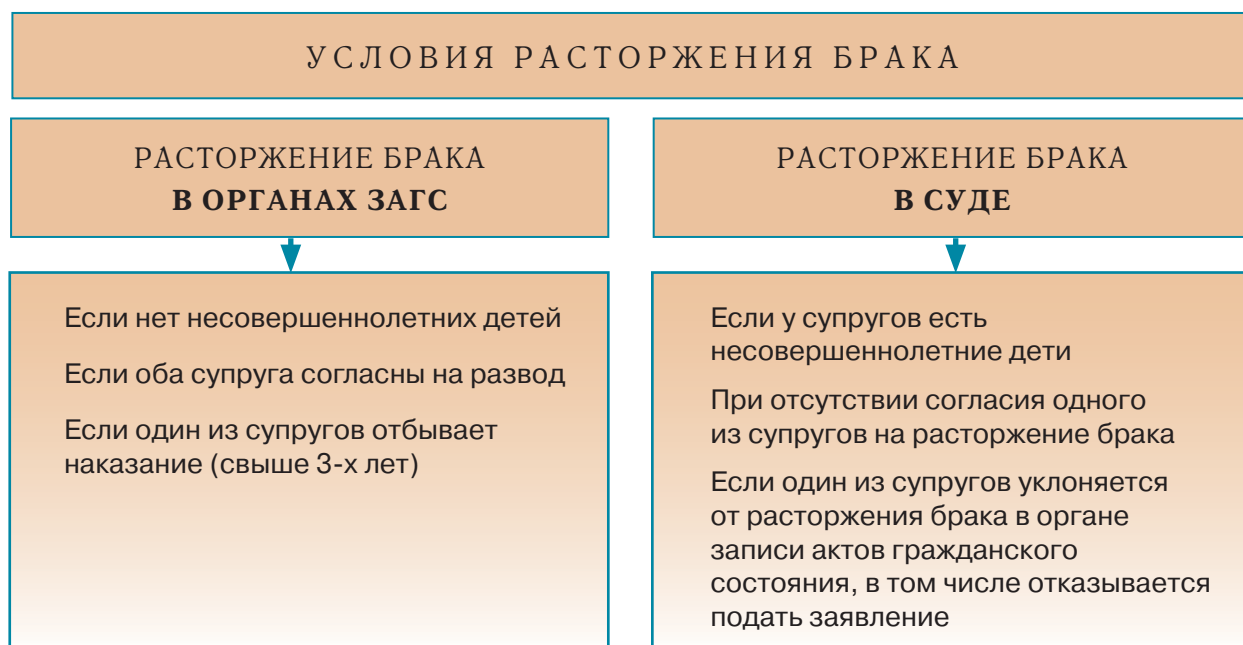 УСЛОВИЯ РАСТОРЖЕНИЯ БРАКА
РАСТОРЖЕНИЕ БРАКА
В ОРГАНАХ ЗАГС
Если нет несовершеннолетних детей
Если оба супруга согласны на развод
Если один из супругов отбывает
наказание (свыше 3-х лет)
РАСТОРЖЕНИЕ БРАКА
В СУДЕ
Если у супругов есть
несовершеннолетние дети
При отсутствии согласия одного
из супругов на расторжение брака
Если один из супругов уклоняется
от расторжения брака в органе
записи актов гражданского
состояния, в том числе отказывается
подать заявление